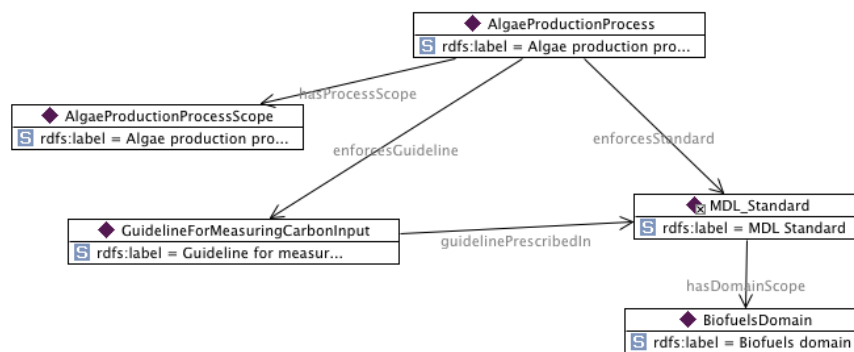 AlgaeProductionProcess
S rdfs:label = Algae production pro...
hasProcessScope
AlgaeProductionProcessScope
S rdfs:label = Algae production pro...
enforcesGuideline
enforcesStandard
MDL_Standard
S rdfs:label = MDL Standard
GuidelineForMeasuringCarbonInput
S rdfs:label = Guideline for measur...
guidelinePrescribedIn
hasDomainScope
BiofuelsDomain
S rdfs:label = Biofuels domain